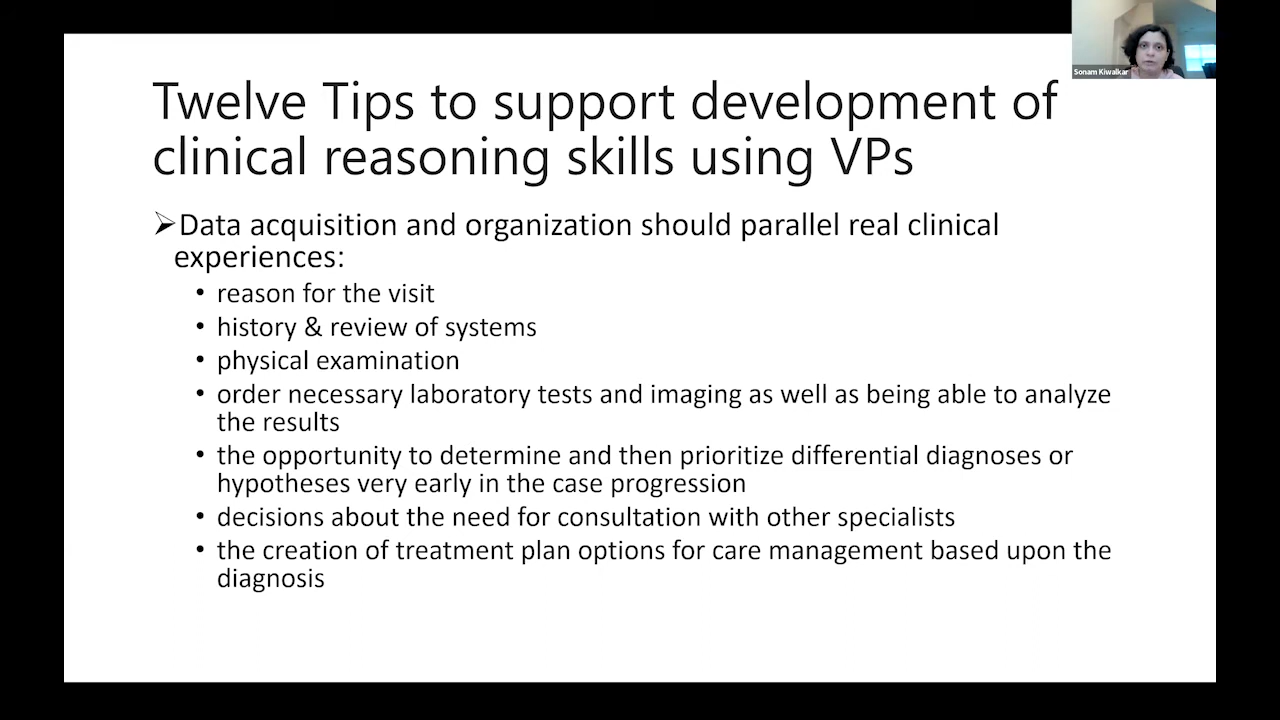 Sonam Kiwalkar
Twelve Tips to support development of
clinical reasoning skills using VPs
➢Data acquisition and organization should parallel real clinical
experiences:
• reason for the visit
• history & review of systems
• physical examination
• order necessary laboratory tests and imaging as well as being able to analyze
the results
• the opportunity to determine and then prioritize differential diagnoses or
hypotheses very early in the case progression
• decisions about the need for consultation with other specialists
• the creation of treatment plan options for care management based upon the
diagnosis